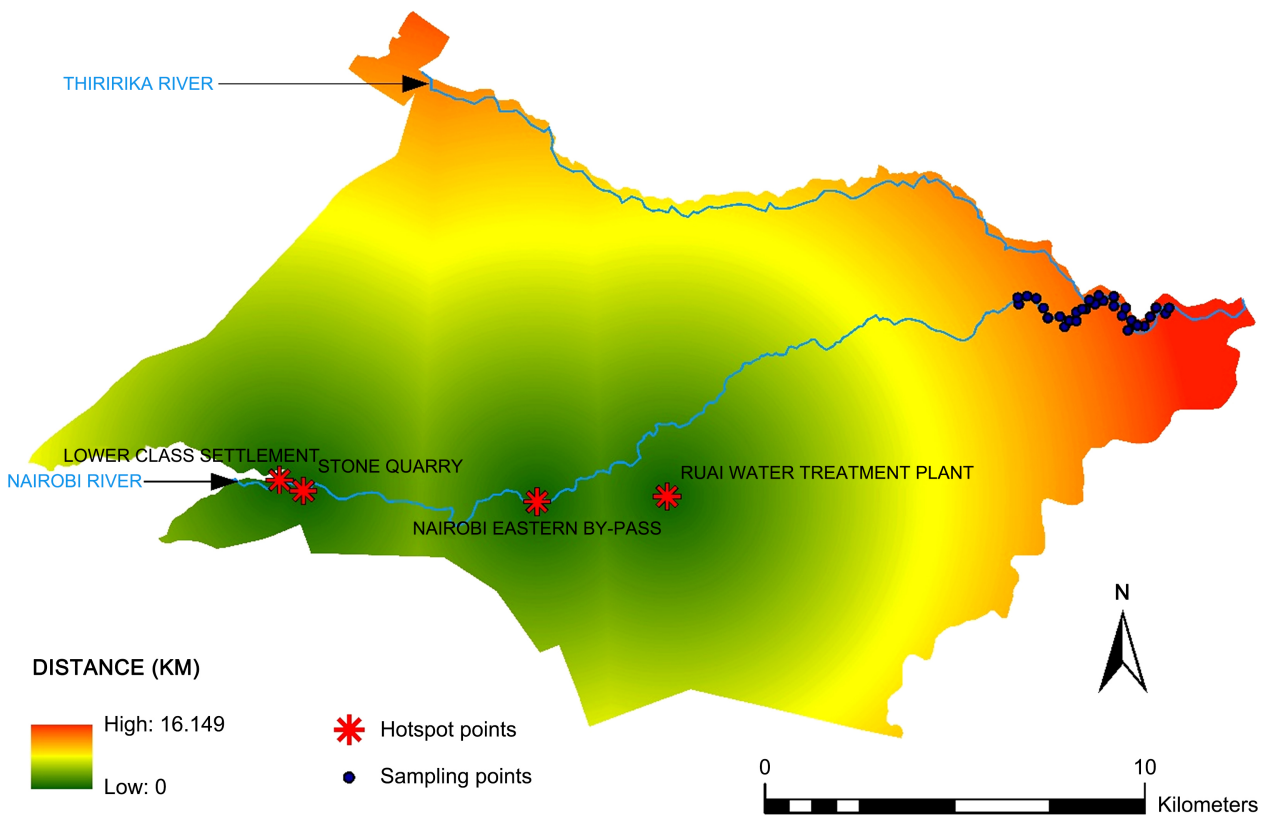 THIRIRIKA RIVER
LOWER CLASS SETTLEMENT
STONE QUARRY
NAIROBI RIVER
RUAI WATER TREATMENT PLANT
NAIROBI EASTERN BY-PASS
N
DISTANCE (KM)
High: 16.149
Low: 0
Hotspot points
Sampling points
0 10
Kilometers